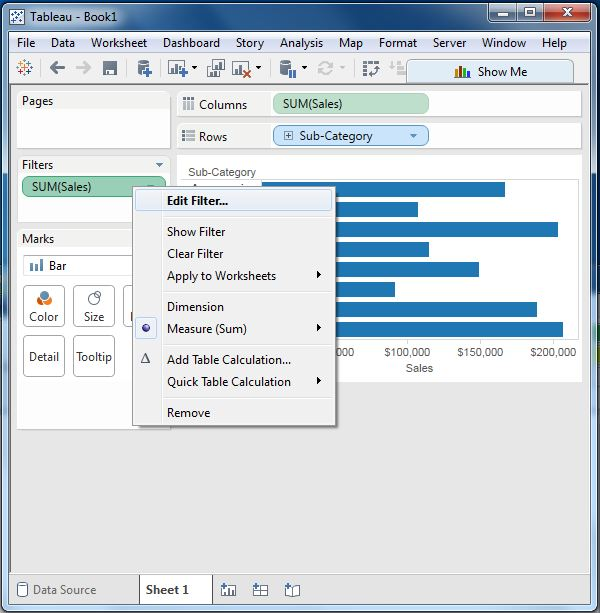 Tableau - Book1
File Data Worksheet Dashboard Story Analysis Map Format Server Window Help
Show Me
Pages
Columns SUM(Sales)
Rows Sub-Category
Filters
SUM(Sales)
Sub-Category
Edit Filter...
Show Filter
Clear Filter
Apply to Worksheets
Dimension
Measure (Sum)
Δ Add Table Calculation...
Quick Table Calculation
Remove
Marks
Bar
Color Size
Detail Tooltip
000 $100,000 $150,000 $200,000
Sales
Data Source Sheet 1